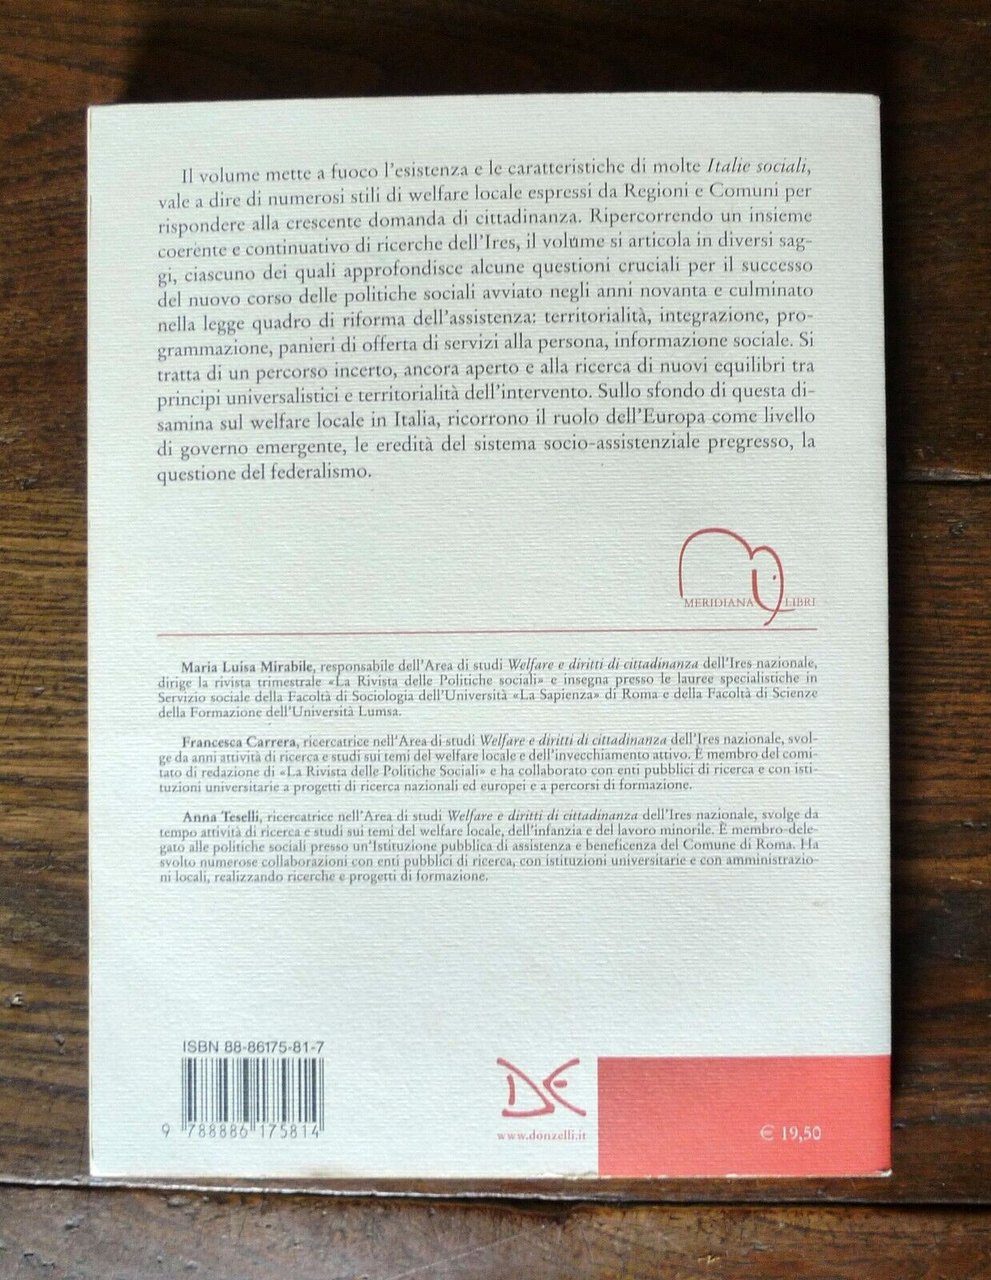 Il volume mette a fuoco l'esistenza e le caratteristiche di molte Italie sociali,
vale a dire di numerosi stili di welfare locale espressi da Regioni e Comuni per
rispondere alla crescente domanda di cittadinanza. Ripercorrendo un insieme
coerente e continuativo di ricerche dell'Ires, il volume si articola in diversi sag-
gi, ciascuno dei quali approfondisce alcune questioni cruciali per il successo
del nuovo corso delle politiche sociali avviato negli anni novanta e culminato
nella legge quadro di riforma dell'assistenza: territorialità, integrazione, pro-
grammazione, panieri di offerta di servizi alla persona, informazione sociale. Si
tratta di un percorso incerto, ancora aperto e alla ricerca di nuovi equilibri tra
principi universalistici e territorialità dell'intervento. Sullo sfondo di questa di-
samina sul welfare locale in Italia, ricorrono il ruolo dell'Europa come livello
di governo emergente, le eredità del sistema socio-assistenziale pregresso, la
questione del federalismo.
MERIDIANA LIBRI
Maria Luisa Mirabile, responsabile dell'Area di studi Welfare e diritti di cittadinanza dell'Ires nazionale,
dirige la rivista trimestrale «La Rivista delle Politiche sociali» e insegna presso le lauree specialistiche in
Servizio sociale della Facoltà di Sociologia dell'Università «La Sapienza» di Roma e della Facoltà di Scienze
della Formazione dell'Università Lumsa.
Francesca Carrera, ricercatrice nell'Area di studi Welfare e diritti di cittadinanza dell'Ires nazionale, svol-
ge da anni attività di ricerca e studi sui temi del welfare locale e dell'invecchiamento attivo. È membro del comi-
tato di redazione di «La Rivista delle Politiche Sociali» e ha collaborato con enti pubblici di ricerca e con isti-
tuzioni universitarie a progetti di ricerca nazionali ed europei e a percorsi di formazione.
Anna Teselli, ricercatrice nell'Area di studi Welfare e diritti di cittadinanza dell'Ires nazionale, svolge da
tempo attività di ricerca e studi sui temi del welfare locale, dell'infanzia e del lavoro minorile. È membro-dele-
gato alle politiche sociali presso un'Istituzione pubblica di assistenza e beneficenza del Comune di Roma. Ha
svolto numerose collaborazioni con enti pubblici di ricerca, con istituzioni universitarie e con amministrazio-
ni locali, realizzando ricerche e progetti di formazione.
ISBN 88-86175-81-7
9 788886 175814
DE
www.donzelli.it
€ 19,50